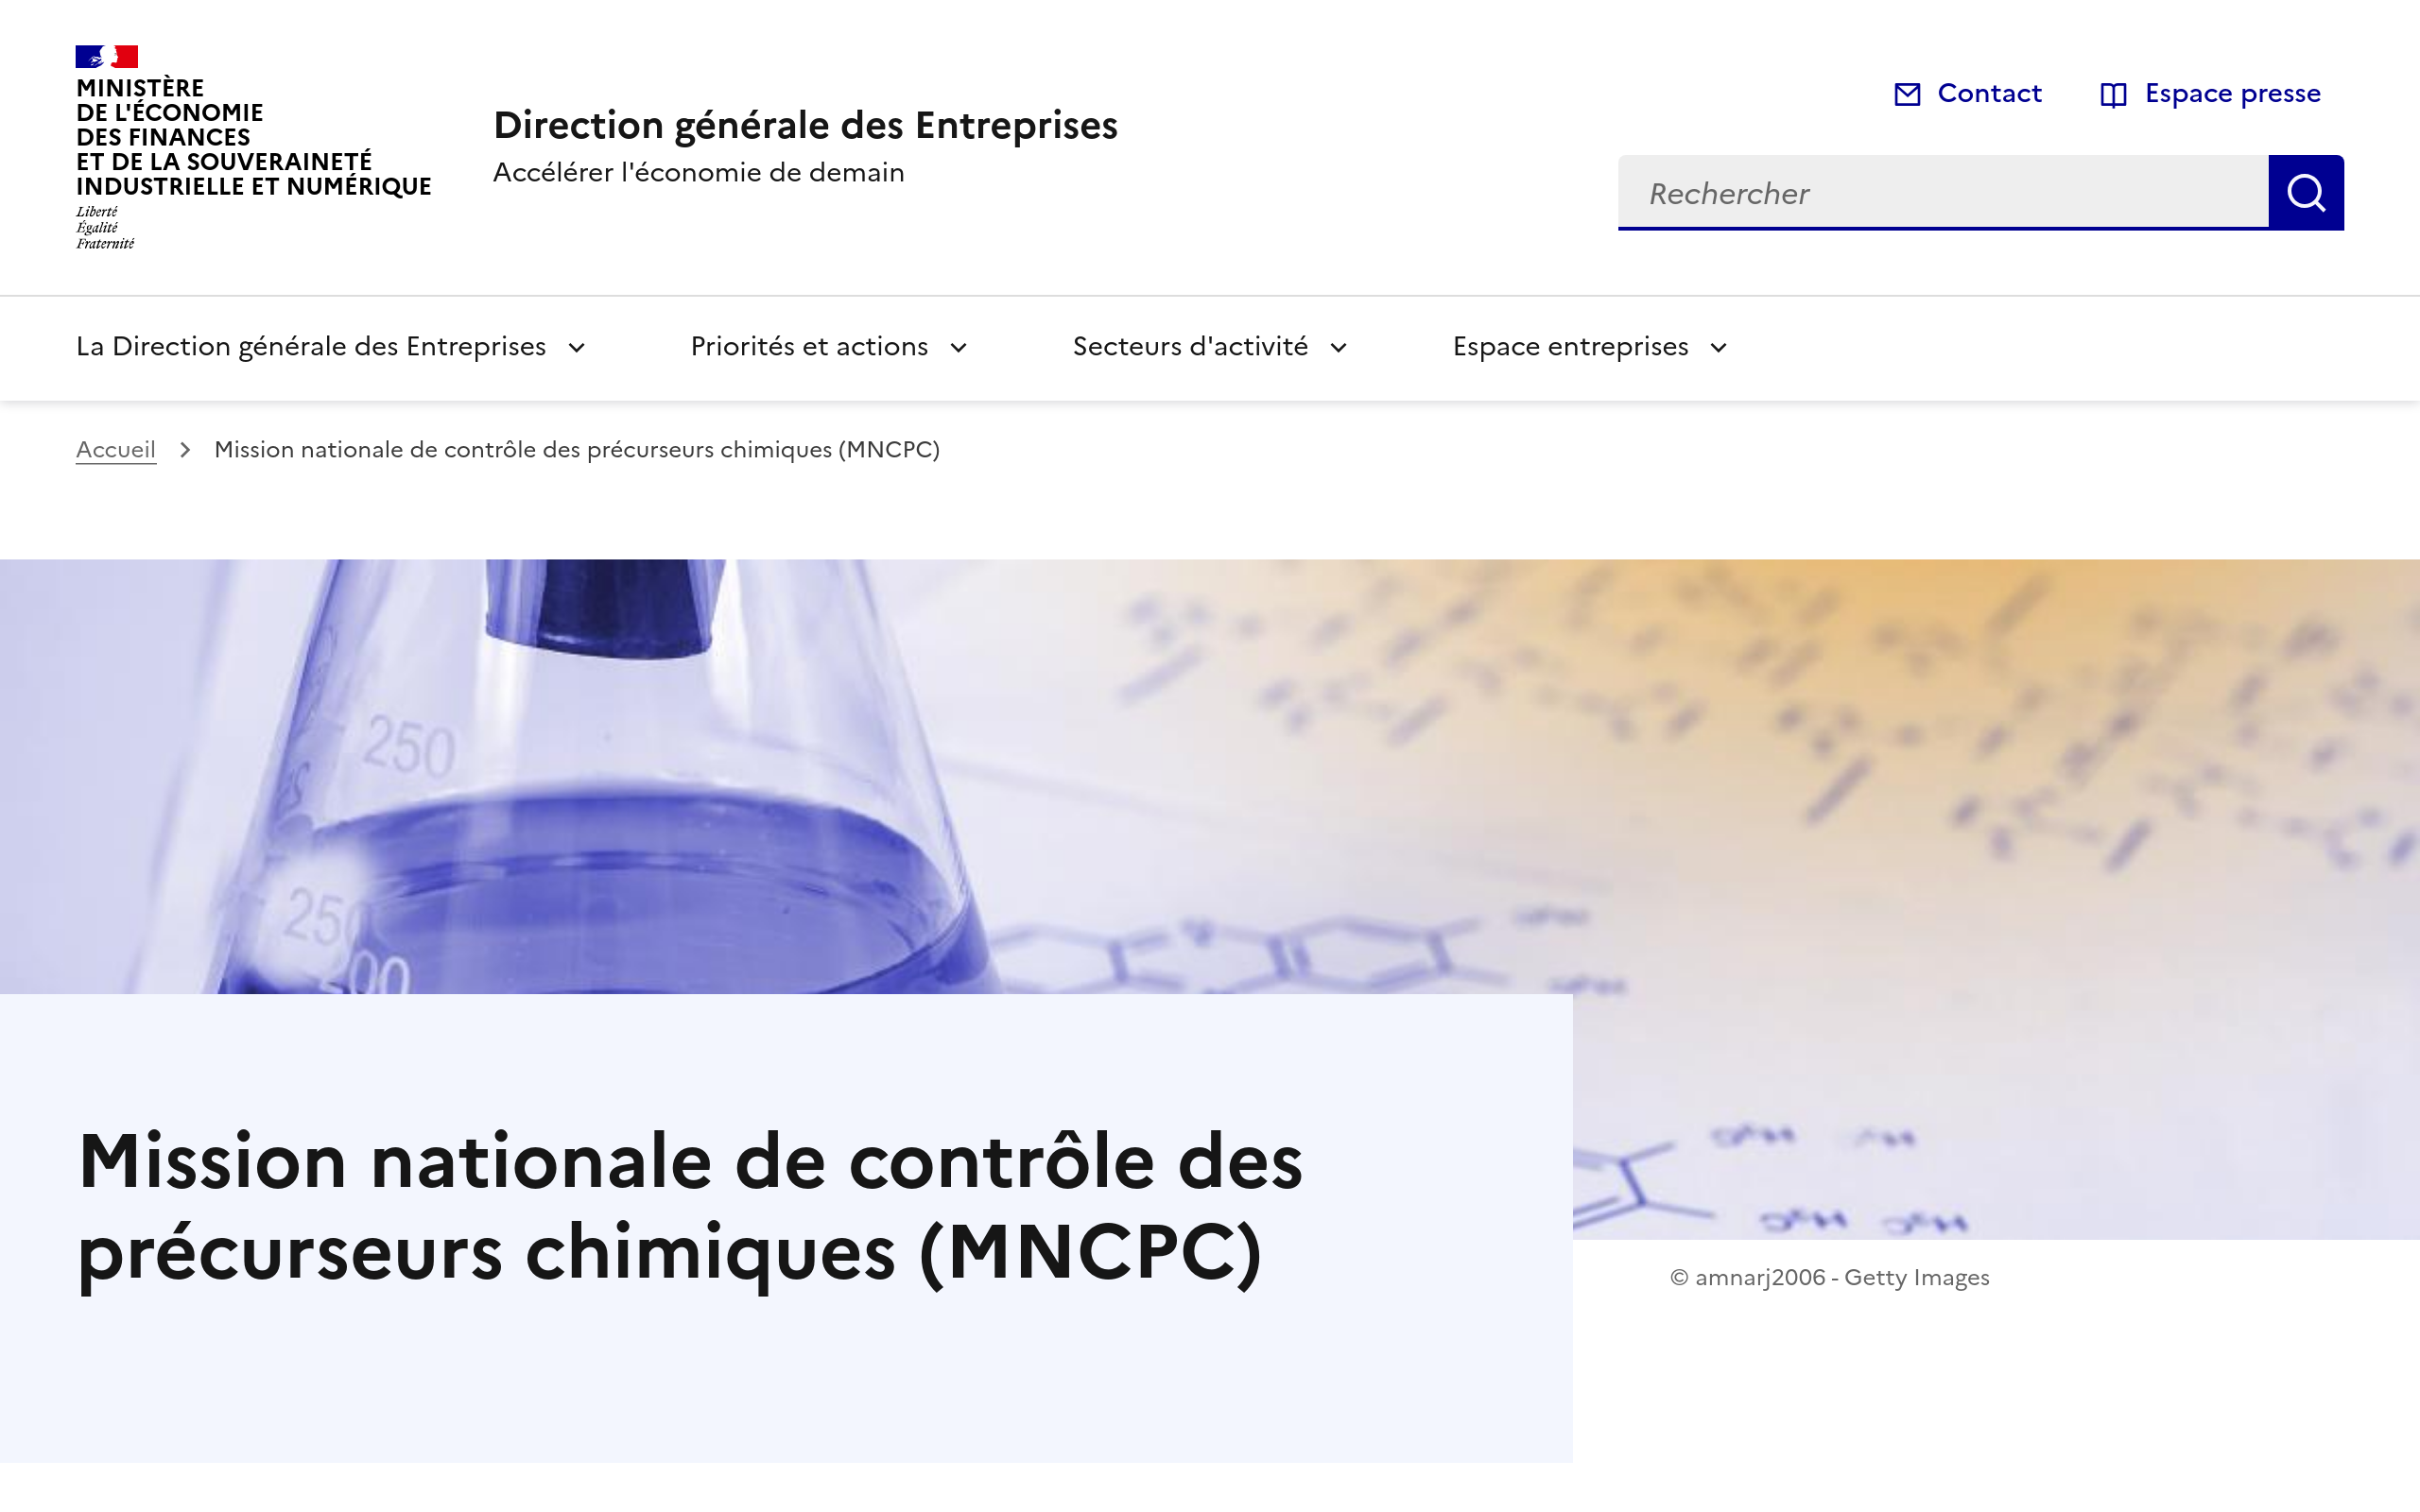 MINISTÈRE
DE L'ÉCONOMIE
DES FINANCES
ET DE LA SOUVERAINETÉ
INDUSTRIELLE ET NUMÉRIQUE
Liberté
Égalité
Fraternité
Direction générale des Entreprises
Accélérer l'économie de demain
Contact
Espace presse
Rechercher
La Direction générale des Entreprises
Priorités et actions
Secteurs d'activité
Espace entreprises
Accueil
Mission nationale de contrôle des précurseurs chimiques (MNCPC)
250
250
200
Mission nationale de contrôle des
précurseurs chimiques (MNCPC)
© amnarj2006 - Getty Images